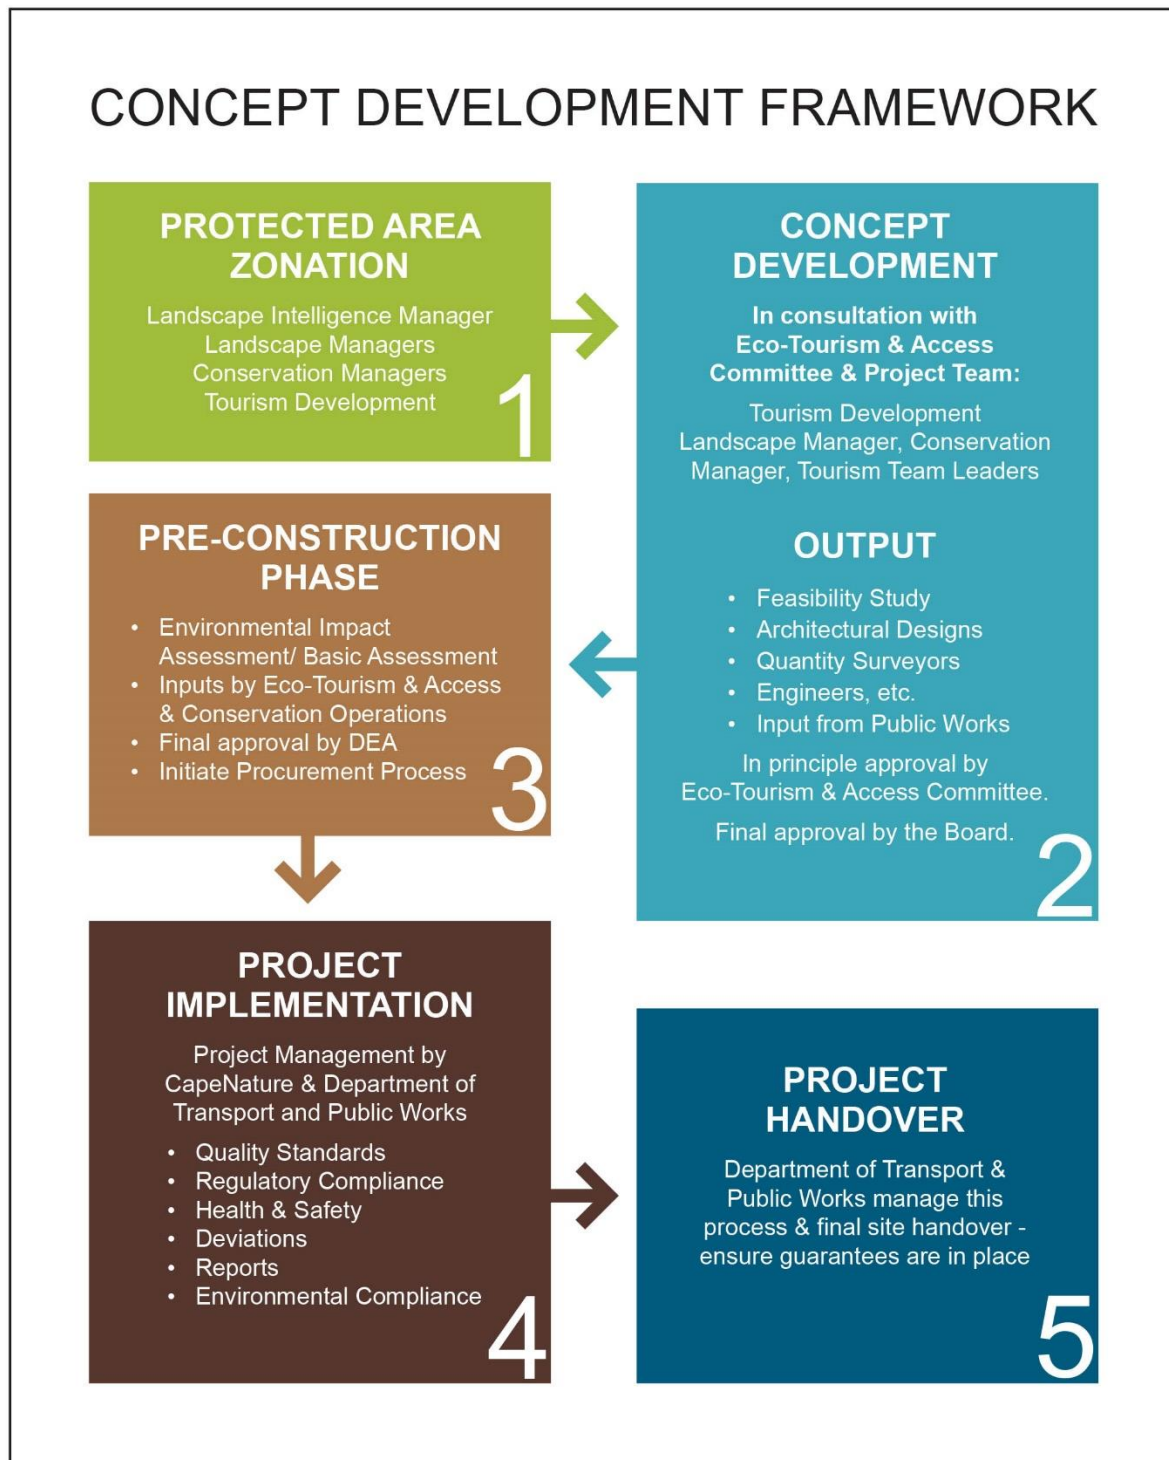 CONCEPT DEVELOPMENT FRAMEWORK
PROTECTED AREA
ZONATION
Landscape Intelligence Manager
Landscape Managers
Conservation Managers
Tourism Development
1
CONCEPT
DEVELOPMENT
In consultation with
Eco-Tourism & Access
Committee & Project Team:
Tourism Development
Landscape Manager, Conservation
Manager, Tourism Team Leaders
OUTPUT
• Feasibility Study
• Architectural Designs
• Quantity Surveyors
• Engineers, etc.
• Input from Public Works
In principle approval by
Eco-Tourism & Access Committee.
Final approval by the Board.
2
PRE-CONSTRUCTION
PHASE
• Environmental Impact
Assessment/ Basic Assessment
• Inputs by Eco-Tourism & Access
& Conservation Operations
• Final approval by DEA
• Initiate Procurement Process
3
PROJECT
IMPLEMENTATION
Project Management by
CapeNature & Department of
Transport and Public Works
• Quality Standards
• Regulatory Compliance
• Health & Safety
• Deviations
• Reports
• Environmental Compliance
4
PROJECT
HANDOVER
Department of Transport &
Public Works manage this
process & final site handover -
ensure guarantees are in place
5